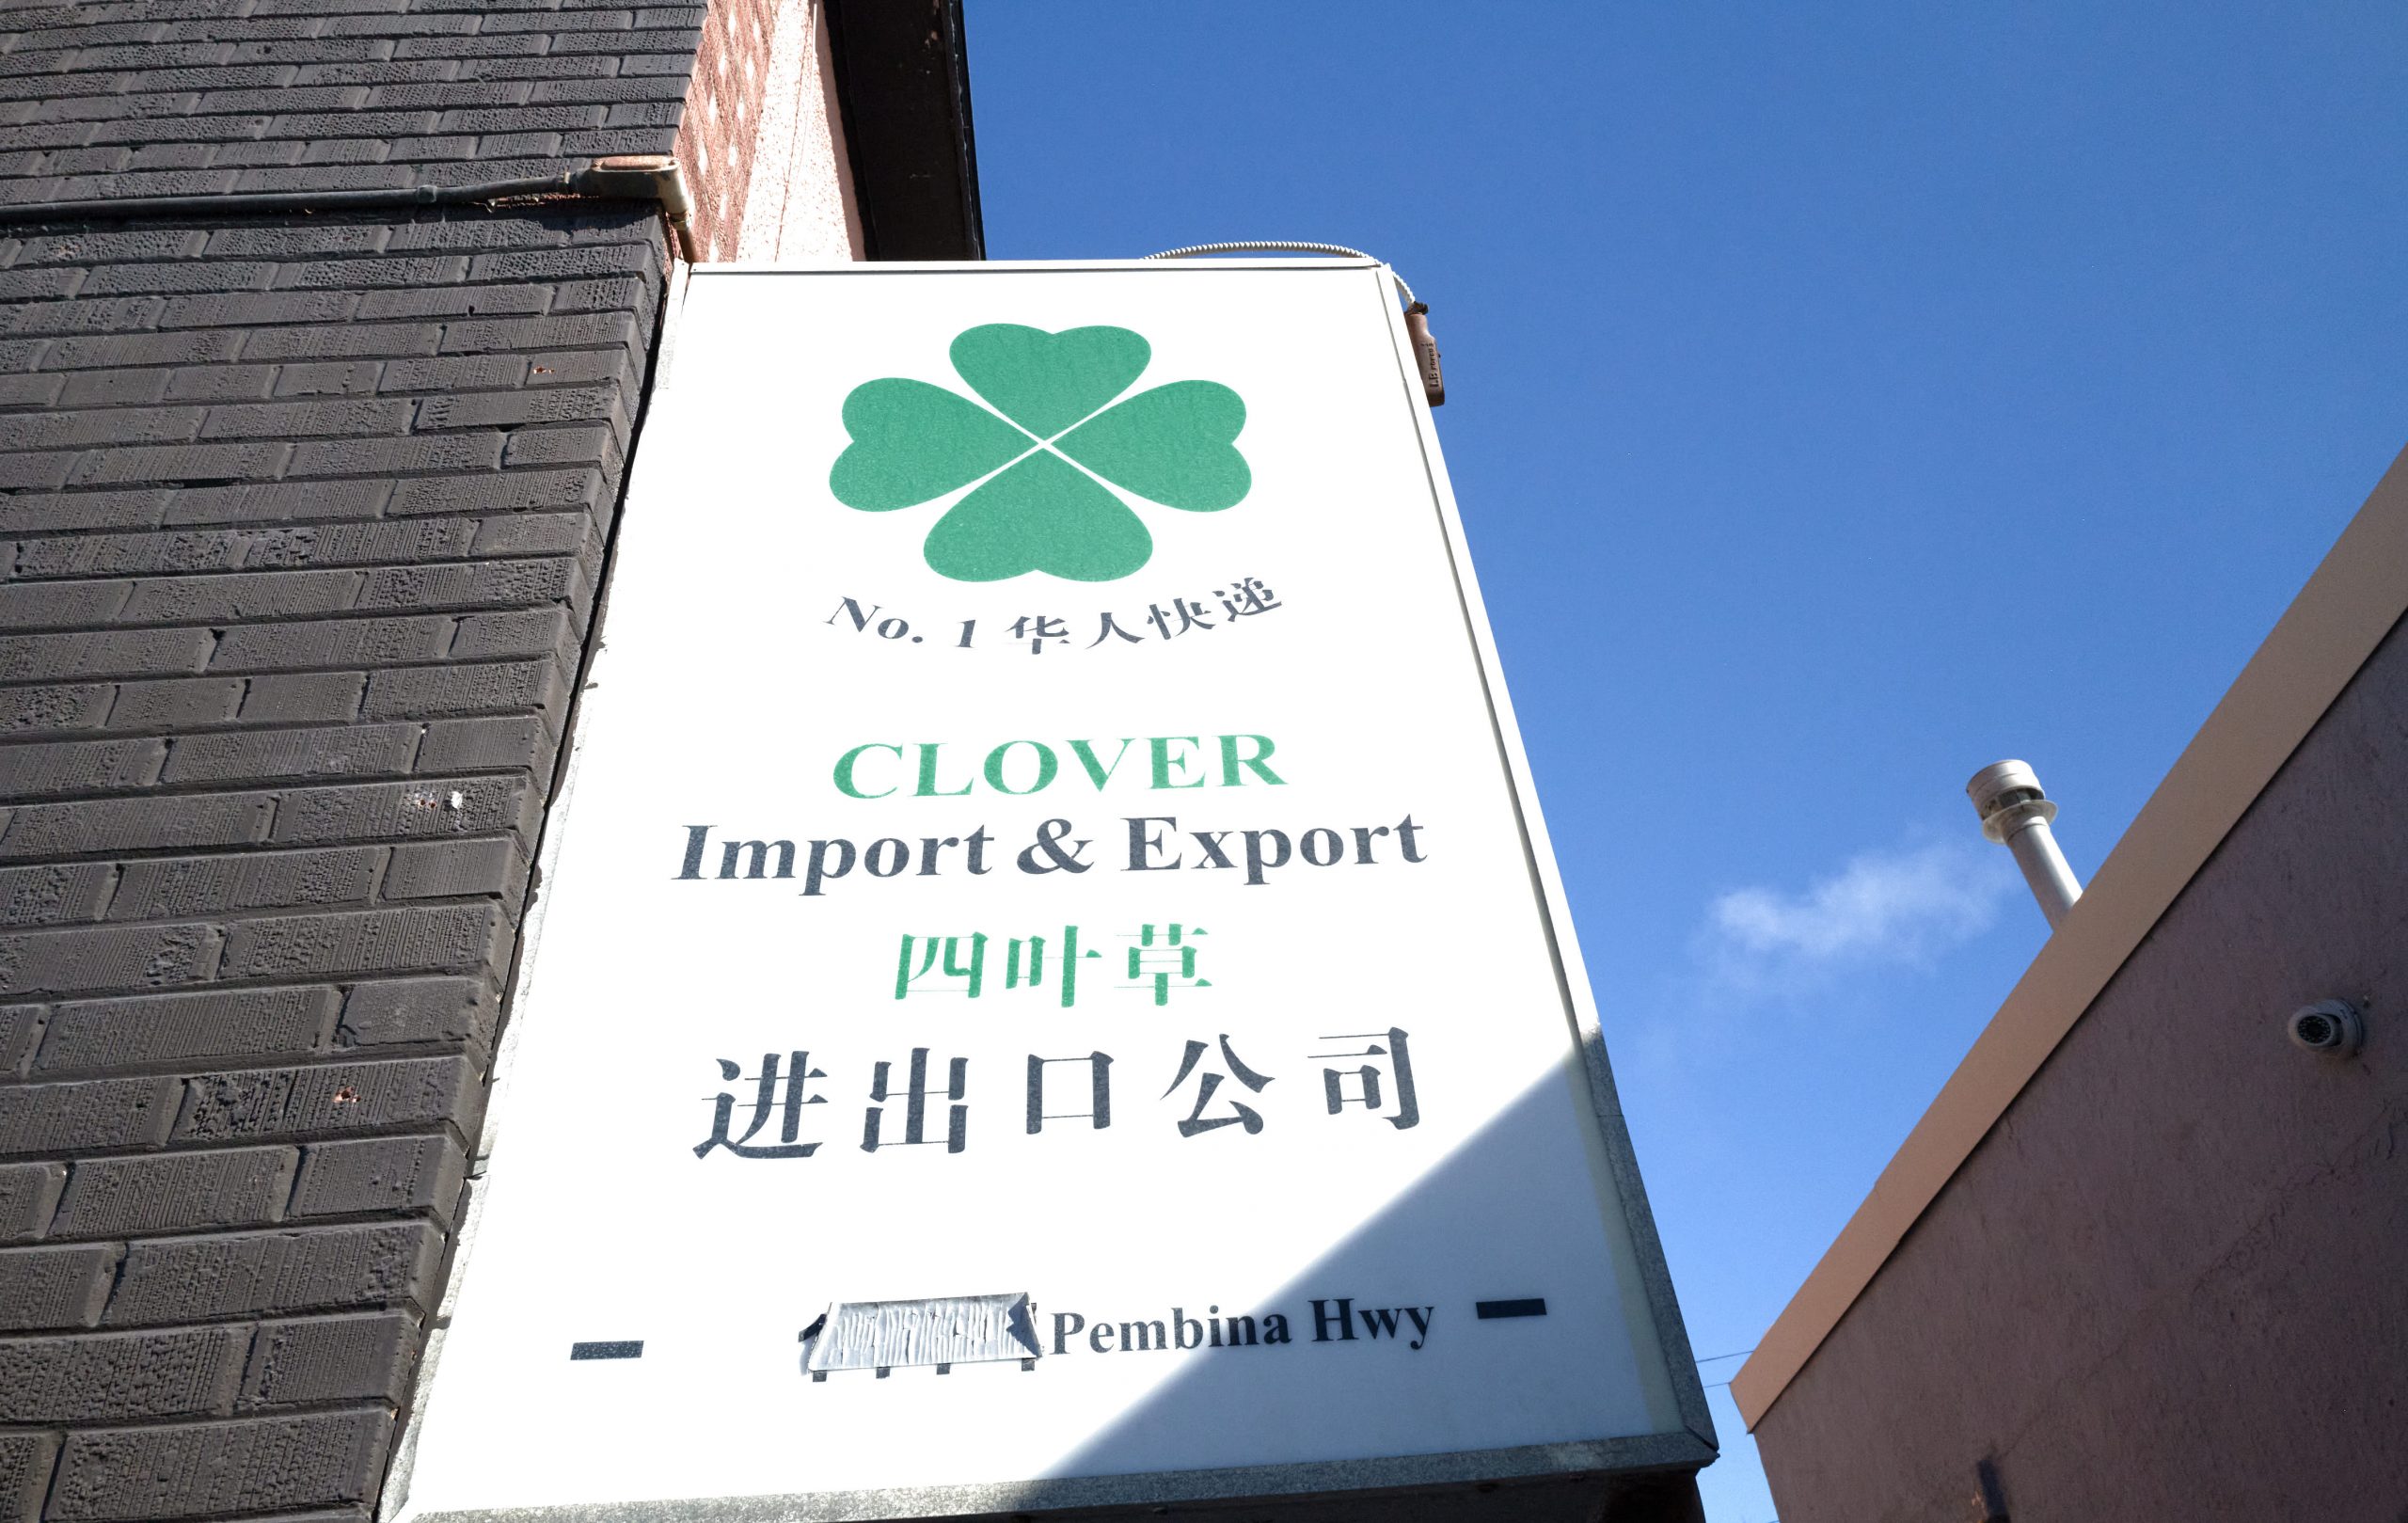 No. 1 华人快递
CLOVER
Import & Export
四叶草
进出口公司
Pembina Hwy